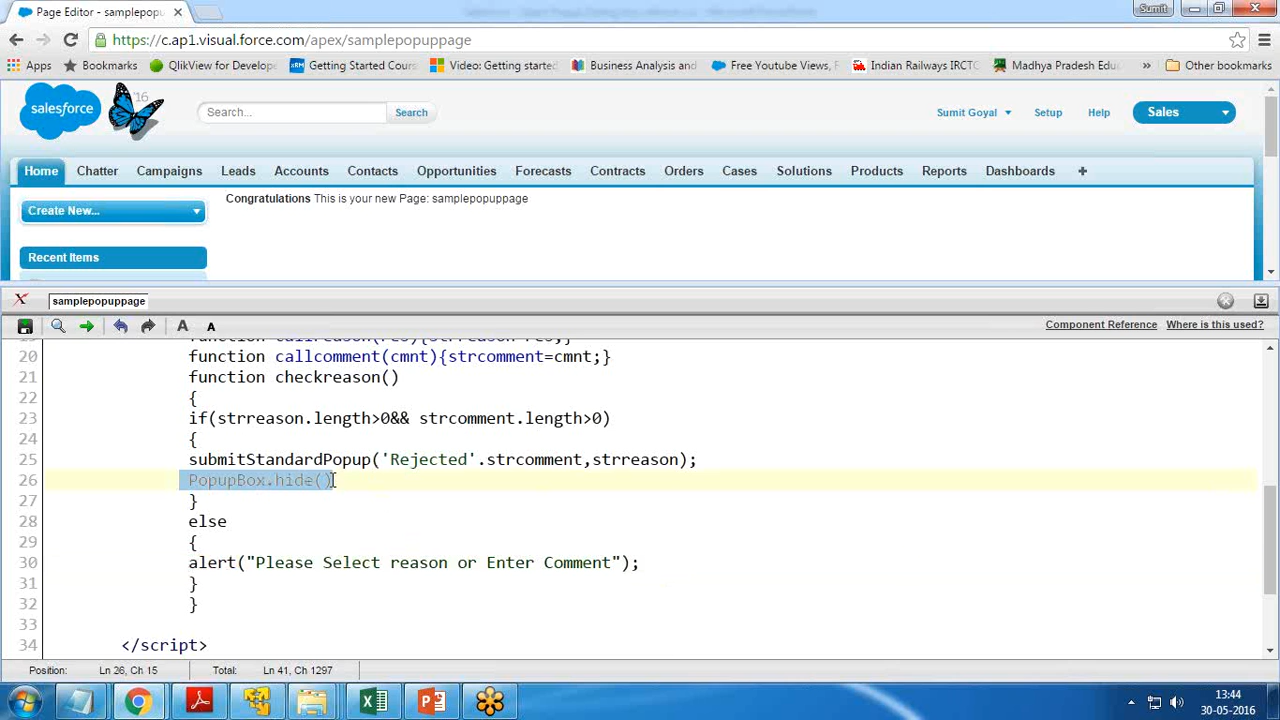 Page Editor - samplepopu
Sumit
https://c.ap1.visual.force.com/apex/samplepopuppage
Apps Bookmarks QlikView for Develope Getting Started Cours Video: Getting starte Business Analysis and Free Youtube Views, Indian Railways IRCTC Madhya Pradesh Edu » Other bookmarks
salesforce '16 Search... Search Sumit Goyal Setup Help Sales
Home Chatter Campaigns Leads Accounts Contacts Opportunities Forecasts Contracts Orders Cases Solutions Products Reports Dashboards +
Congratulations This is your new Page: samplepopuppage
Create New...
Recent Items
samplepopuppage
A A Component Reference Where is this used?
20 function callcomment(cmnt){strcomment=cmnt;}
21 function checkreason()
22 {
23 if(strreason.length>0&& strcomment.length>0)
24 {
25 submitStandardPopup('Rejected'.strcomment,strreason);
26 PopupBox.hide()
27 }
28 else
29 {
30 alert("Please Select reason or Enter Comment");
31 }
32 }
33
34 </script>
Position: Ln 26, Ch 15 Total: Ln 41, Ch 1297
13:44
30-05-2016